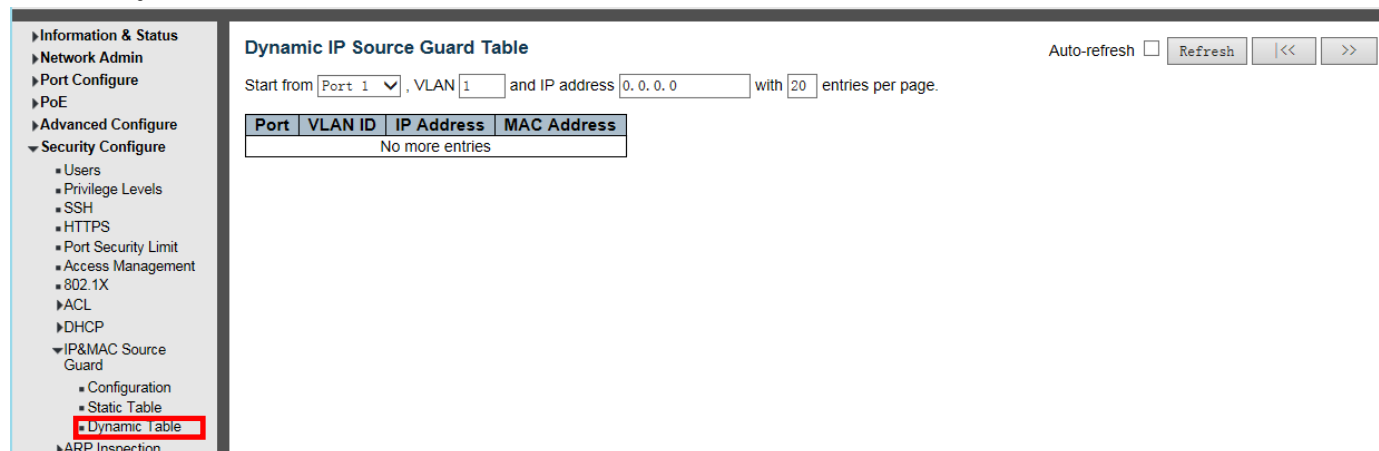 Information & Status
Network Admin
Port Configure
PoE
Advanced Configure
Security Configure
Users
Privilege Levels
SSH
HTTPS
Port Security Limit
Access Management
802.1X
ACL
DHCP
IP&MAC Source
Guard
Configuration
Static Table
Dynamic Table
ARP Inspection
Dynamic IP Source Guard Table
Auto-refresh Refresh |<< >>
Start from Port 1 , VLAN 1 and IP address 0.0.0.0 with 20 entries per page.
Port VLAN ID IP Address MAC Address
No more entries